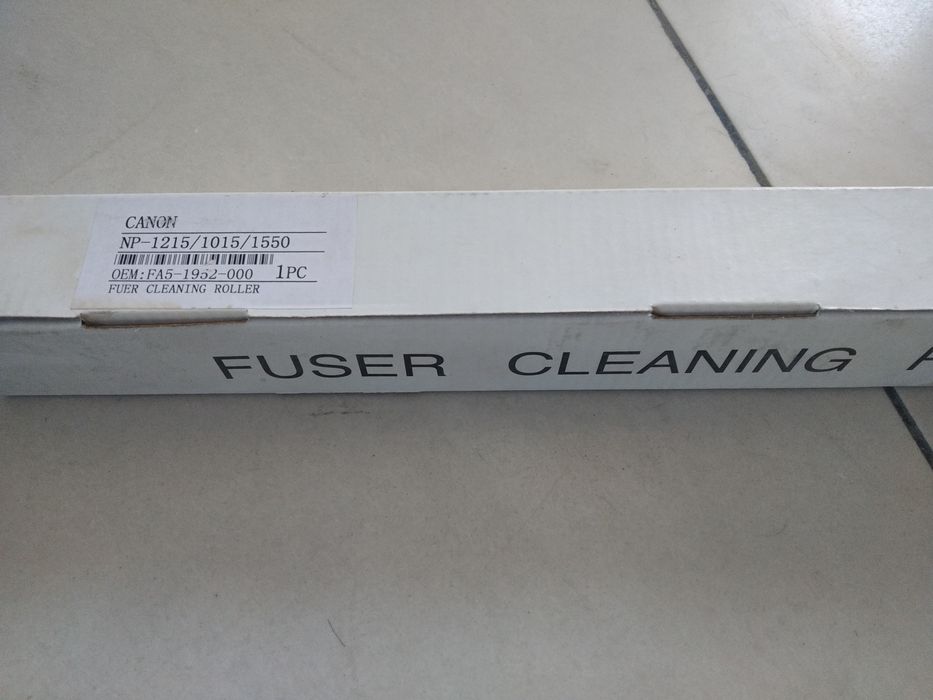 CANON
NP-1215/1015/1550
OEM:FA5-1952-000 1PC
FUER CLEANING ROLLER
FUSER CLEANING